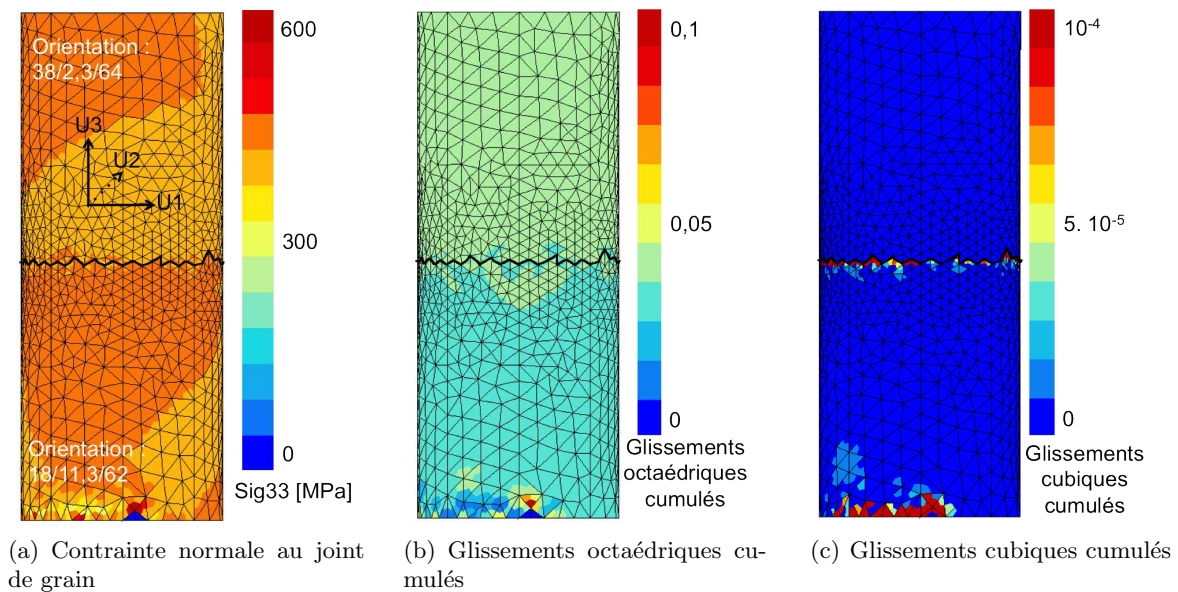 Orientation :
38/2,3/64
U3
U2
U1
Orientation :
18/11,3/62
600
300
0
Sig33 [MPa]
0,1
0,05
0
Glissements
octaédriques
cumulés
10-4
5. 10-5
0
Glissements
cubiques
cumulés
(a) Contrainte normale au joint
de grain
(b) Glissements octaédriques cu-
mulés
(c) Glissements cubiques cumulés